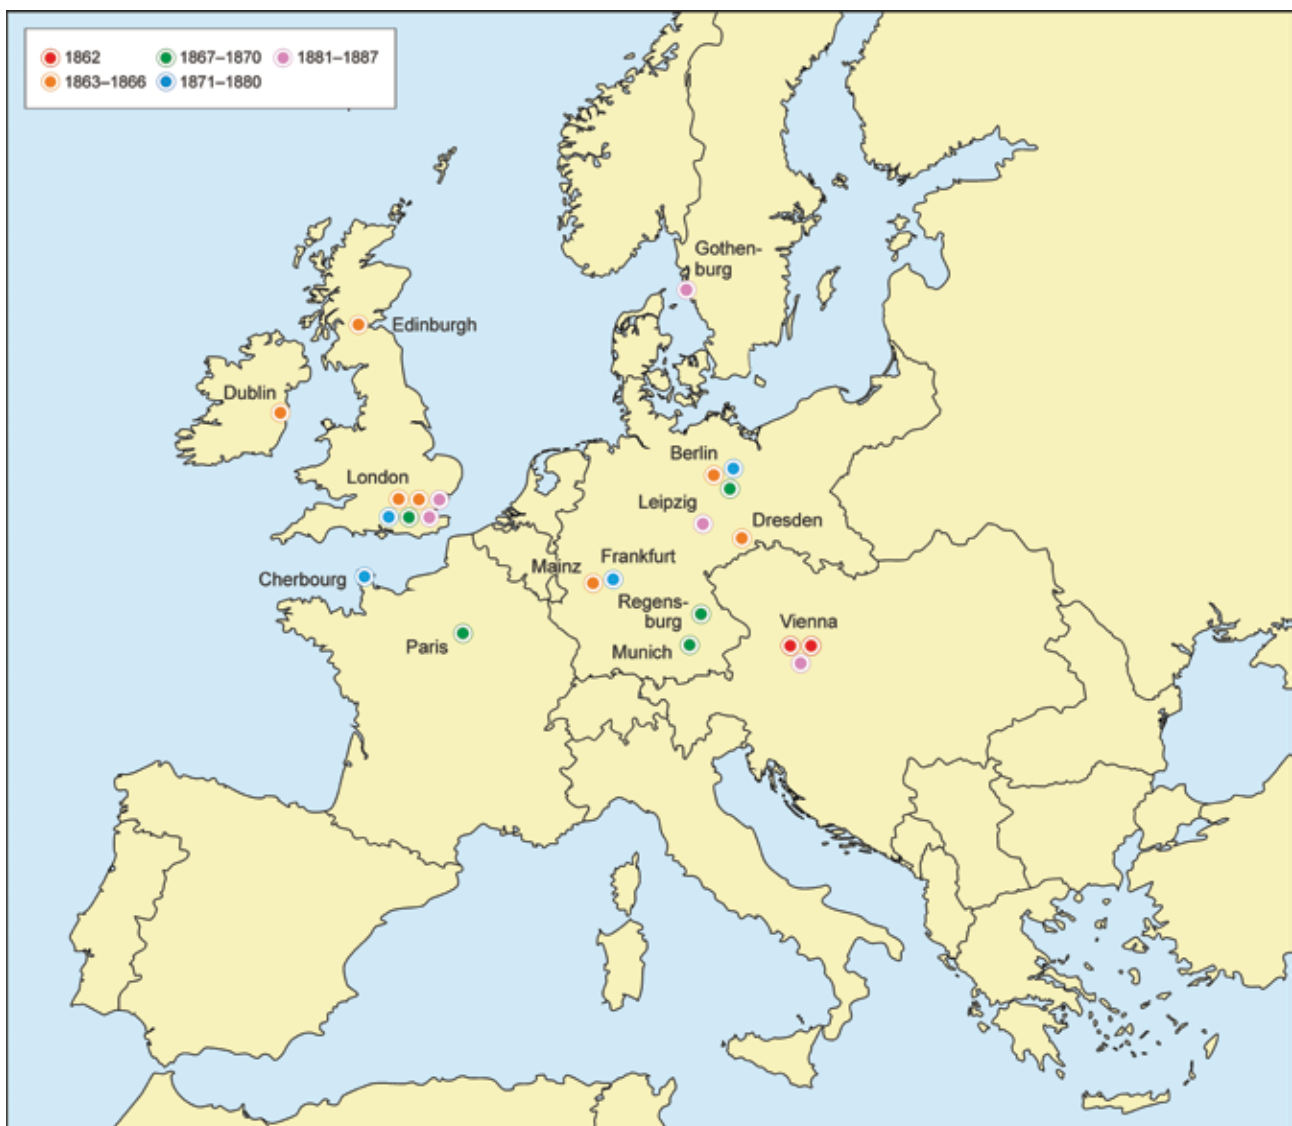 1862
1867–1870
1881–1887
1863–1866
1871–1880
Gothen-
burg
Edinburgh
Dublin
Berlin
London
Leipzig
Dresden
Frankfurt
Mainz
Cherbourg
Regens-
burg
Vienna
Paris
Munich